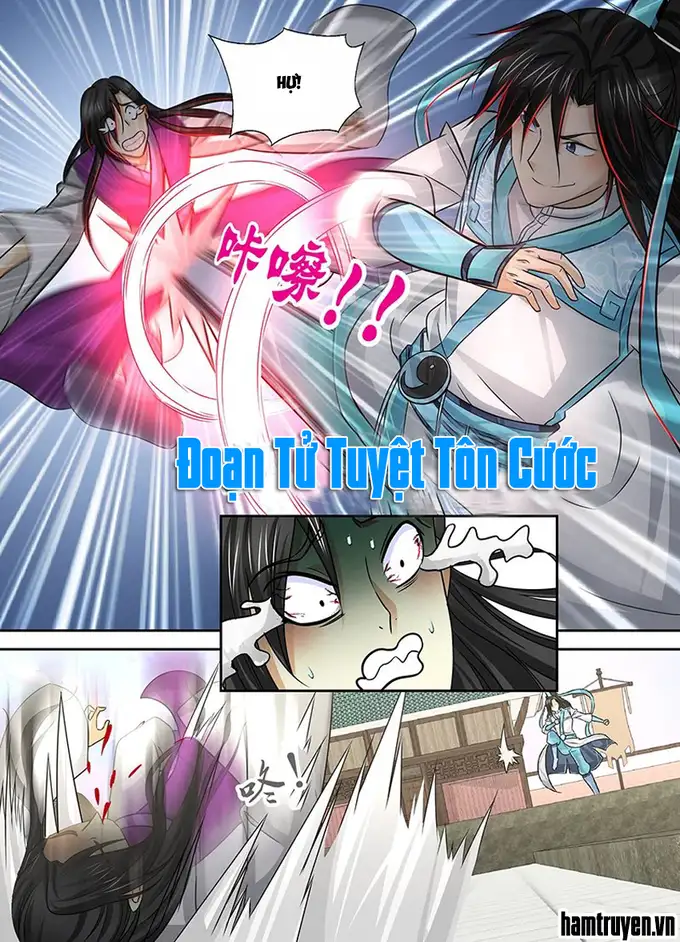 HỰ!
咔嚓!!
Đoạn Tử Tuyệt Tôn Cước
咚!
hamtruyen.vn